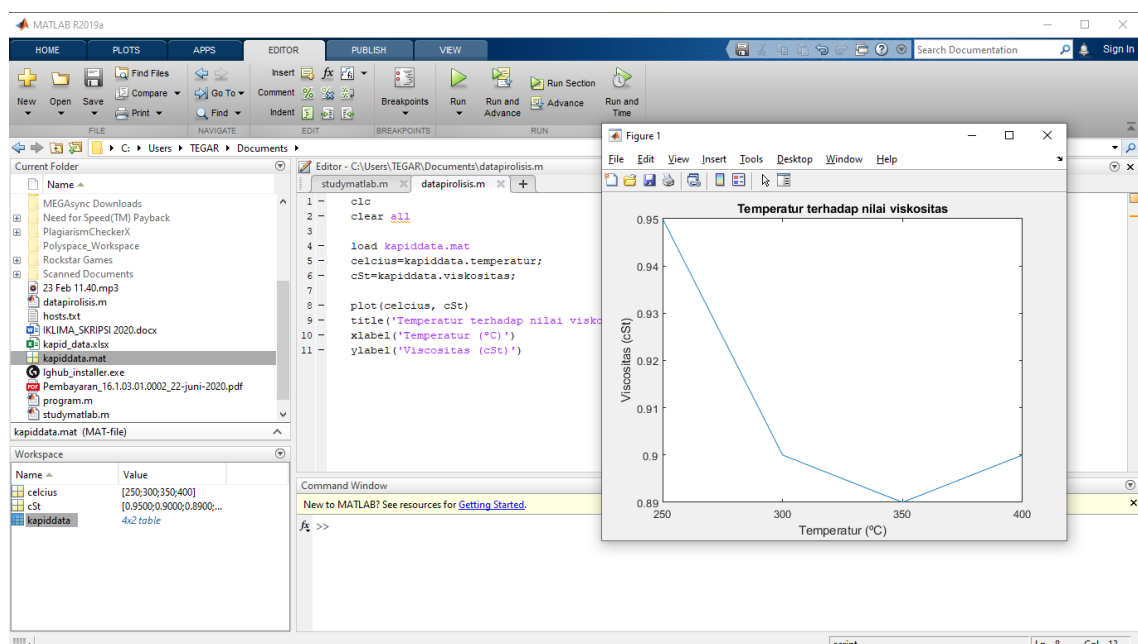 MATLAB R2019a
HOME PLOTS APPS EDITOR PUBLISH VIEW
Search Documentation
Sign In
New Open Save
Find Files
Compare
Print
FILE
Go To
Find
NAVIGATE
Insert fx
Comment
Indent
EDIT
Breakpoints
BREAKPOINTS
Run
Run and Advance
Run Section
Advance
Run and Time
RUN
C: Users TEGAR Documents
Current Folder
Name
MEGAsync Downloads
Need for Speed(TM) Payback
PlagiarismCheckerX
Polyspace_Workspace
Rockstar Games
Scanned Documents
23 Feb 11.40.mp3
datapirolisis.m
hosts.txt
IKLIMA_SKRIPSI 2020.docx
kapid_data.xlsx
kapiddata.mat
lghub_installer.exe
Pembayaran_16.1.03.01.0002_22-juni-2020.pdf
program.m
studymatlab.m
kapiddata.mat (MAT-file)
Workspace
Name Value
celcius [250;300;350;400]
cSt [0.9500;0.9000;0.8900;...
kapiddata 4x2 table
Editor - C:\Users\TEGAR\Documents\datapirolisis.m
studymatlab.m datapirolisis.m
1 - clc
2 - clear all
3
4 - load kapiddata.mat
5 - celcius=kapiddata.temperatur;
6 - cSt=kapiddata.viskositas;
7
8 - plot(celcius, cSt)
9 - title('Temperatur terhadap nilai visko
10 - xlabel('Temperatur (ºC)')
11 - ylabel('Viscositas (cSt)')
Command Window
New to MATLAB? See resources for Getting Started.
fx >>
Figure 1
File Edit View Insert Tools Desktop Window Help
Temperatur terhadap nilai viskositas
0.95
0.94
0.93
0.92
0.91
0.9
0.89
Viscositas (cSt)
250 300 350 400
Temperatur (ºC)
script Ln 8 Col 13